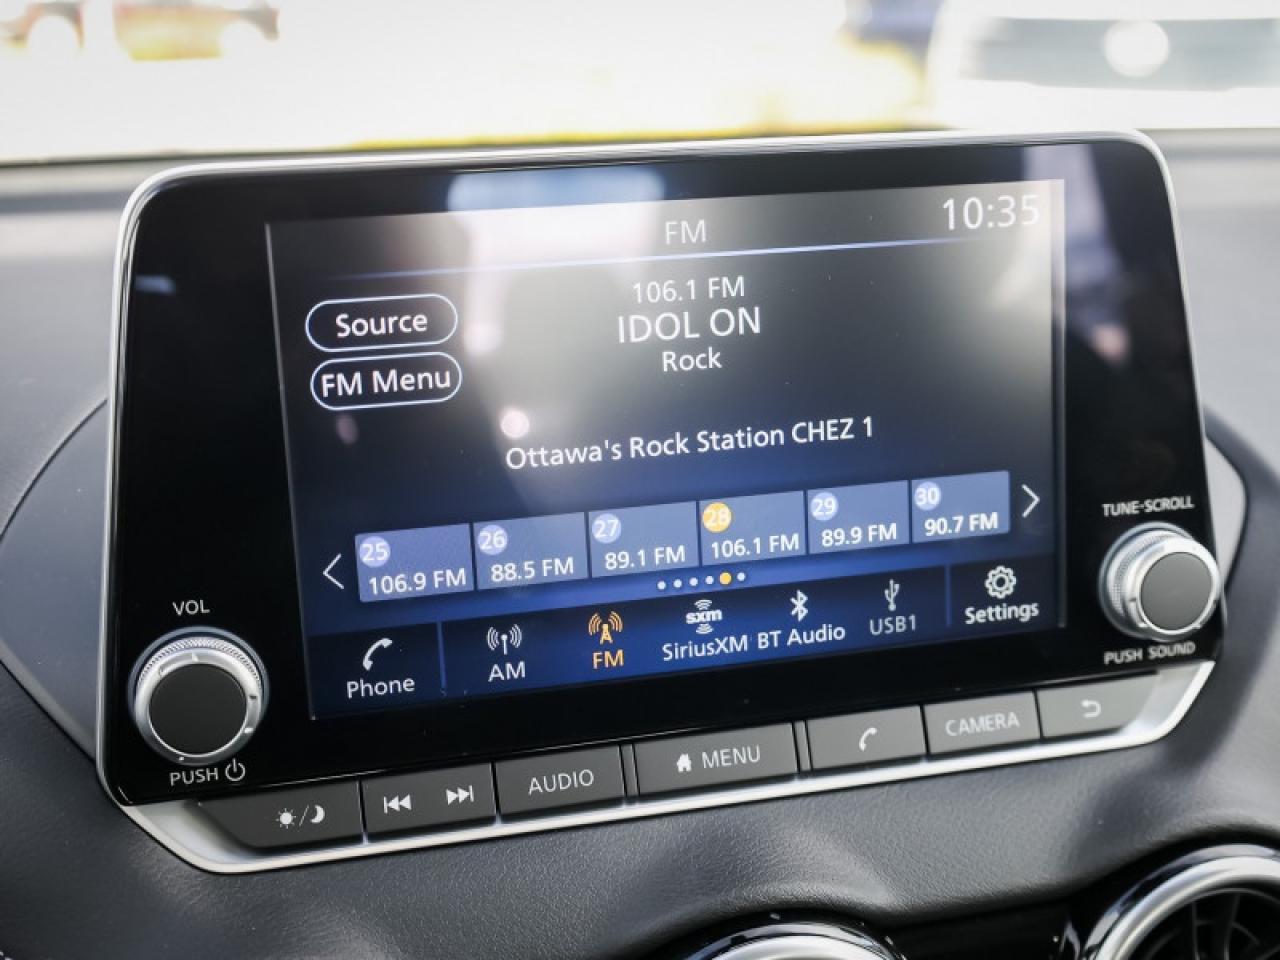 FM
10:35
106.1 FM
IDOL ON
Rock
Source
FM Menu
Ottawa's Rock Station CHEZ 1
25
106.9 FM
26
88.5 FM
27
89.1 FM
28
106.1 FM
29
89.9 FM
30
90.7 FM
Phone
AM
FM
sxm
SiriusXM
BT Audio
USB1
Settings
VOL
PUSH
TUNE-SCROLL
PUSH SOUND
AUDIO
MENU
CAMERA